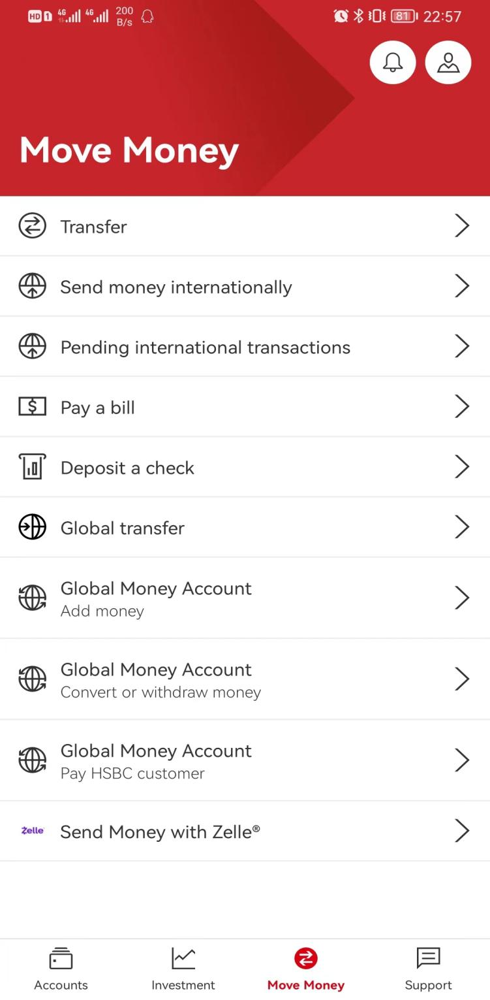 HD 1 4G 4G 200 B/s 81 22:57
Move Money
Transfer
Send money internationally
Pending international transactions
Pay a bill
Deposit a check
Global transfer
Global Money Account
Add money
Global Money Account
Convert or withdraw money
Global Money Account
Pay HSBC customer
Zelle Send Money with Zelle®
Accounts Investment Move Money Support